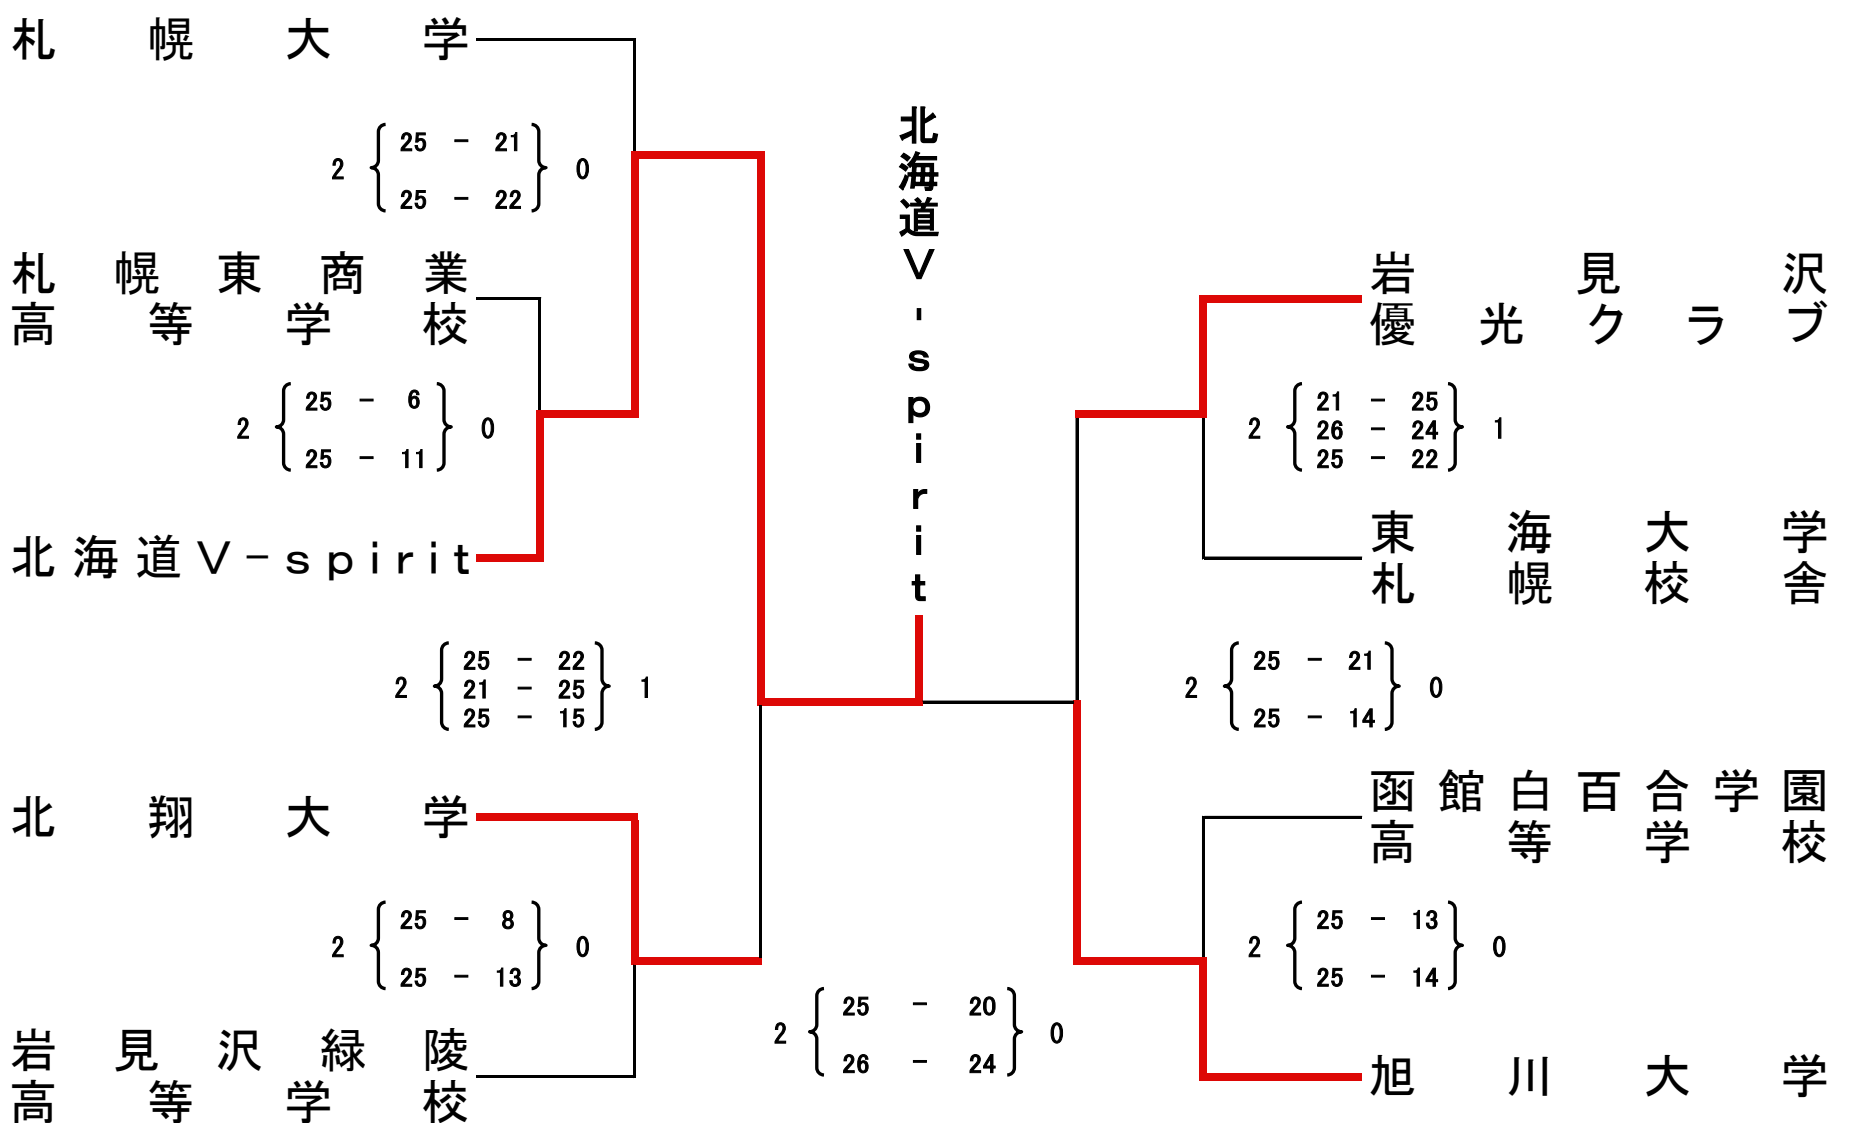 札幌大学
2 { 25 - 21 } 0
25 - 22
札幌東商業
高等学校
2 { 25 - 6 } 0
25 - 11
北海道V-spirit
2 { 25 - 22 } 1
21 - 25
25 - 15
北翔大学
2 { 25 - 8 } 0
25 - 13
岩見沢緑陵
高等学校
北海道V-spirit
2 { 25 - 20 } 0
26 - 24
岩見沢
優光クラブ
2 { 21 - 25 } 1
26 - 24
25 - 22
東海大学
札幌校舎
2 { 25 - 21 } 0
25 - 14
函館白百合学園
高等学校
2 { 25 - 13 } 0
25 - 14
旭川大学